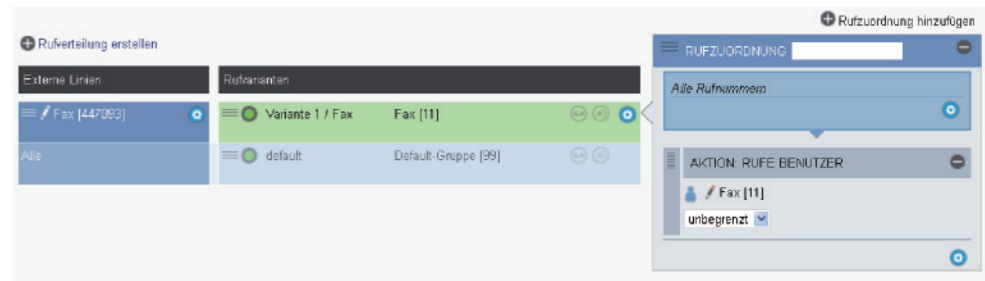 Rufzuordnung hinzufügen
Rufverteilung erstellen
RUFZUORDNUNG
Externe Linien
Rufvarianten
Alle Rufnummern
Fax [447093]
Variante 1 / Fax
Fax [11]
Alle
default
Default-Gruppe [99]
AKTION: RUFE BENUTZER
Fax [11]
unbegrenzt